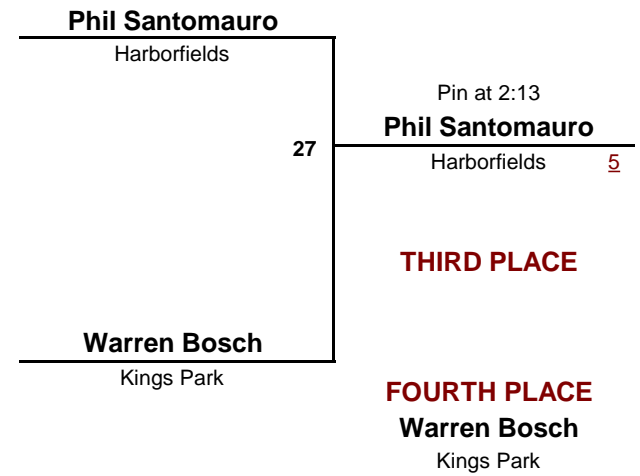 Phil Santomauro
Harborfields
Pin at 2:13
Phil Santomauro
27
Harborfields 5
THIRD PLACE
Warren Bosch
Kings Park
FOURTH PLACE
Warren Bosch
Kings Park